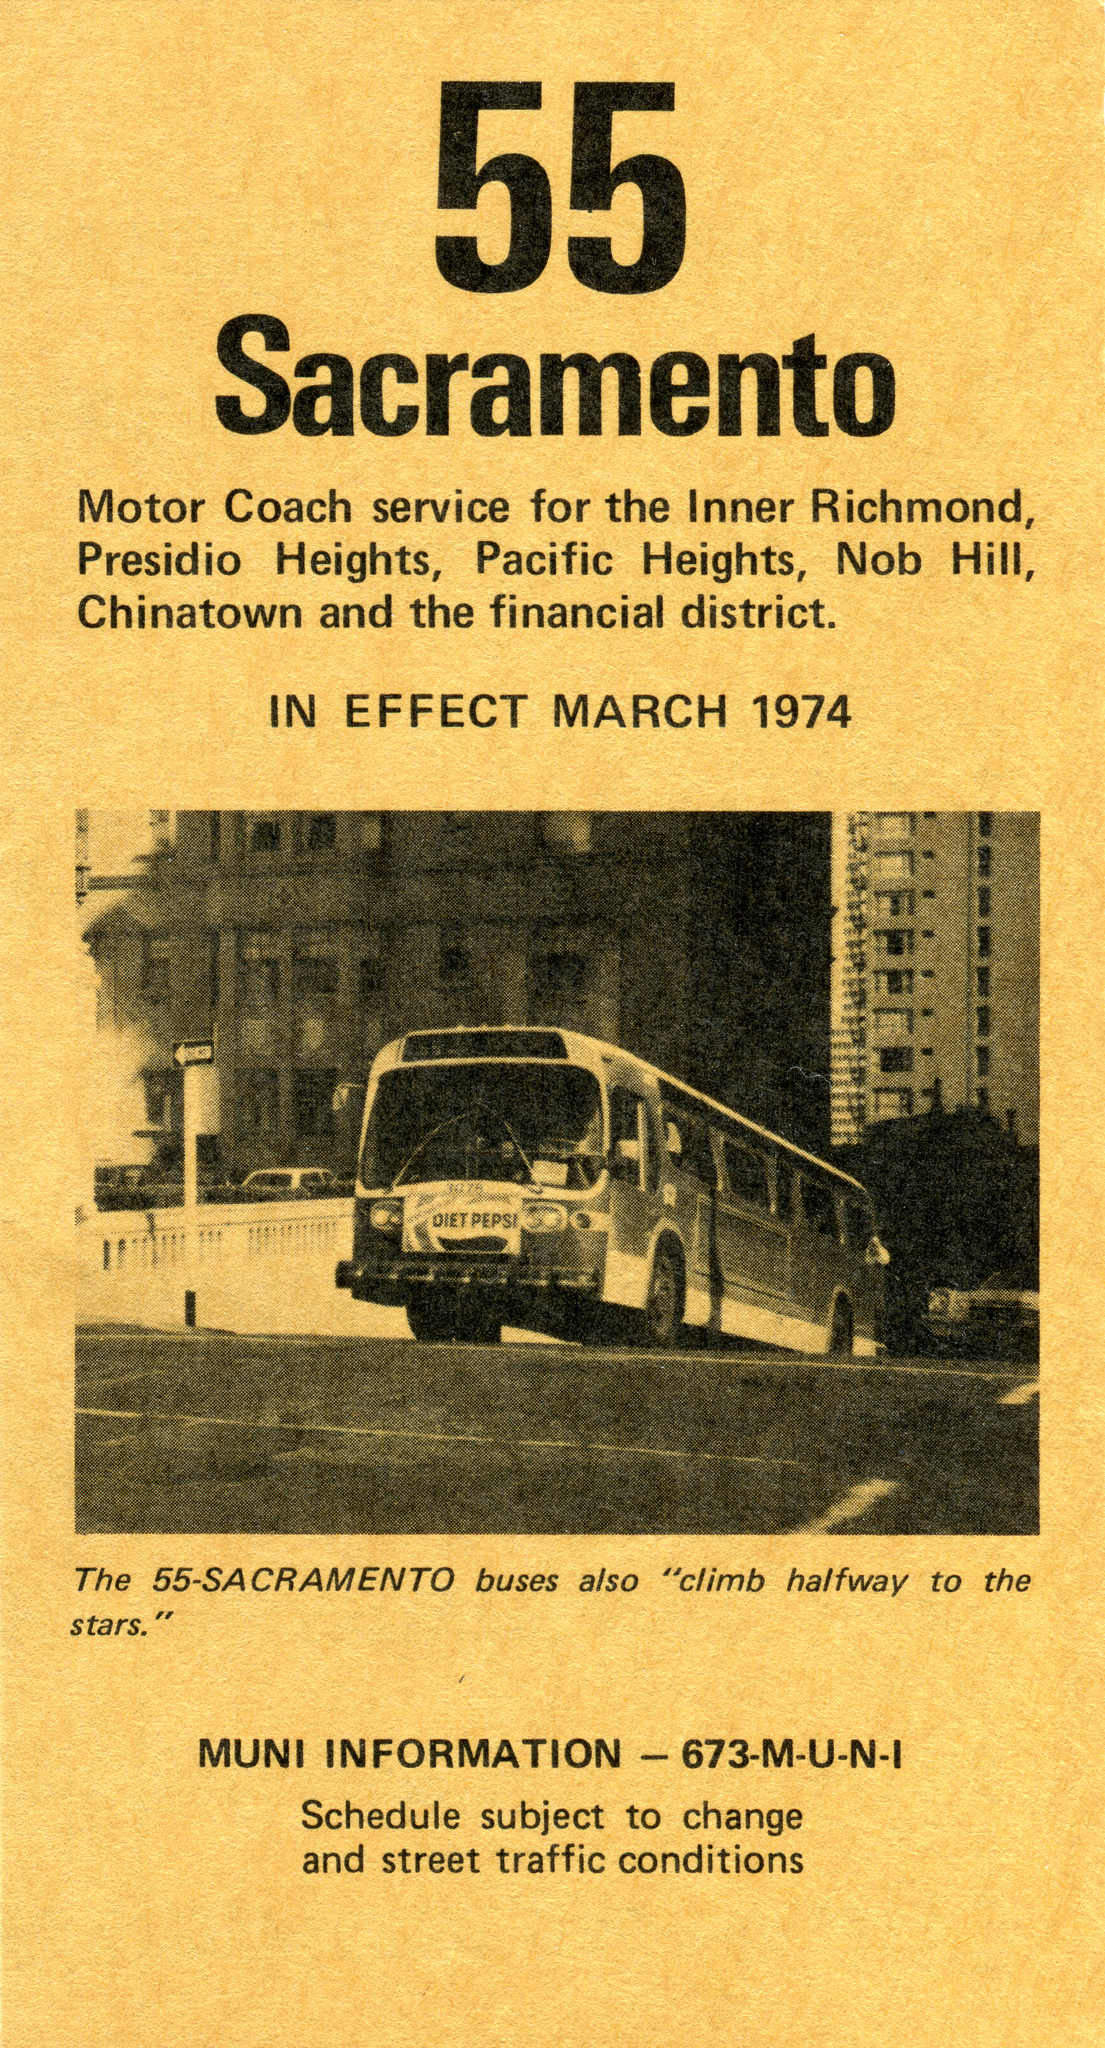 55
Sacramento
Motor Coach service for the Inner Richmond,
Presidio Heights, Pacific Heights, Nob Hill,
Chinatown and the financial district.
IN EFFECT MARCH 1974
DIET PEPSI
The 55-SACRAMENTO buses also “climb halfway to the
stars.”
MUNI INFORMATION — 673-M-U-N-I
Schedule subject to change
and street traffic conditions